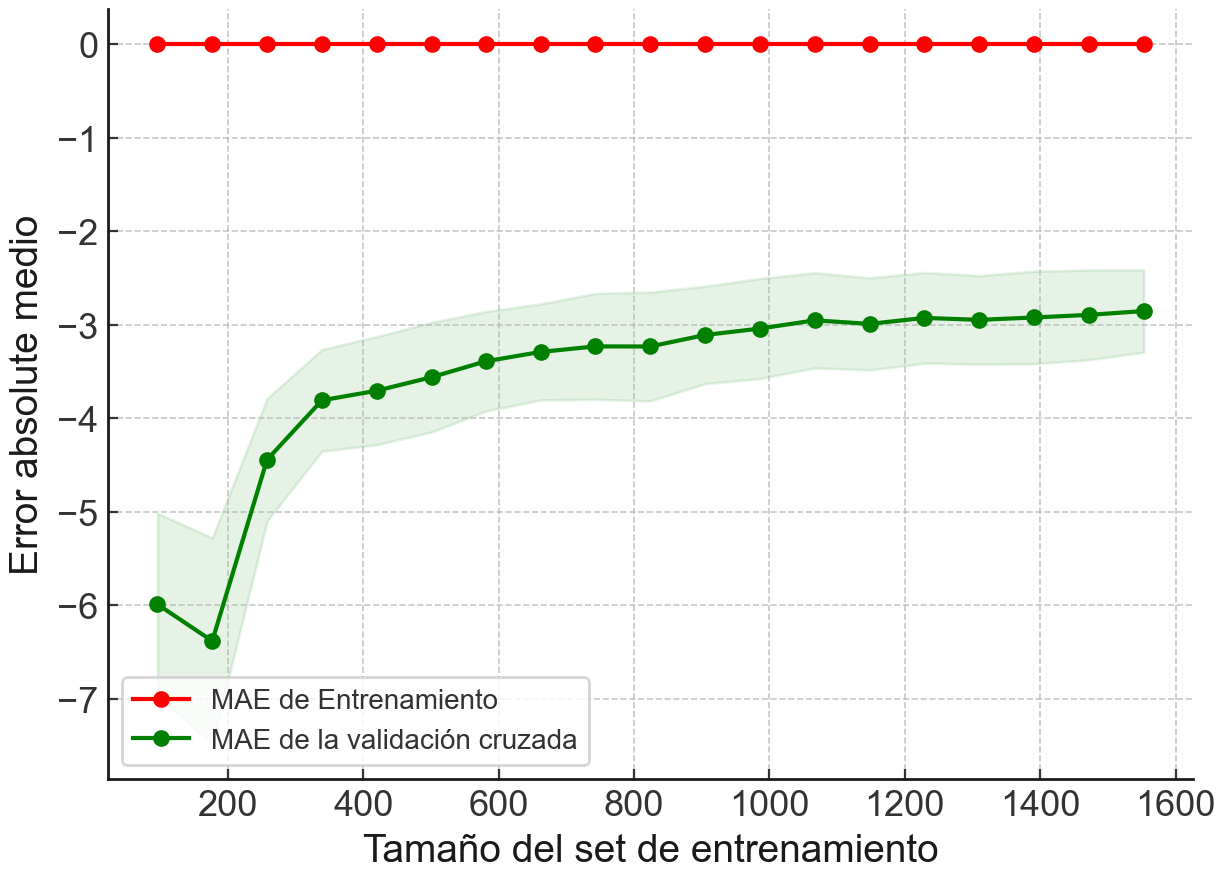 0
−1
−2
−3
−4
−5
−6
−7
Error absolute medio
MAE de Entrenamiento
MAE de la validación cruzada
200 400 600 800 1000 1200 1400 1600
Tamaño del set de entrenamiento